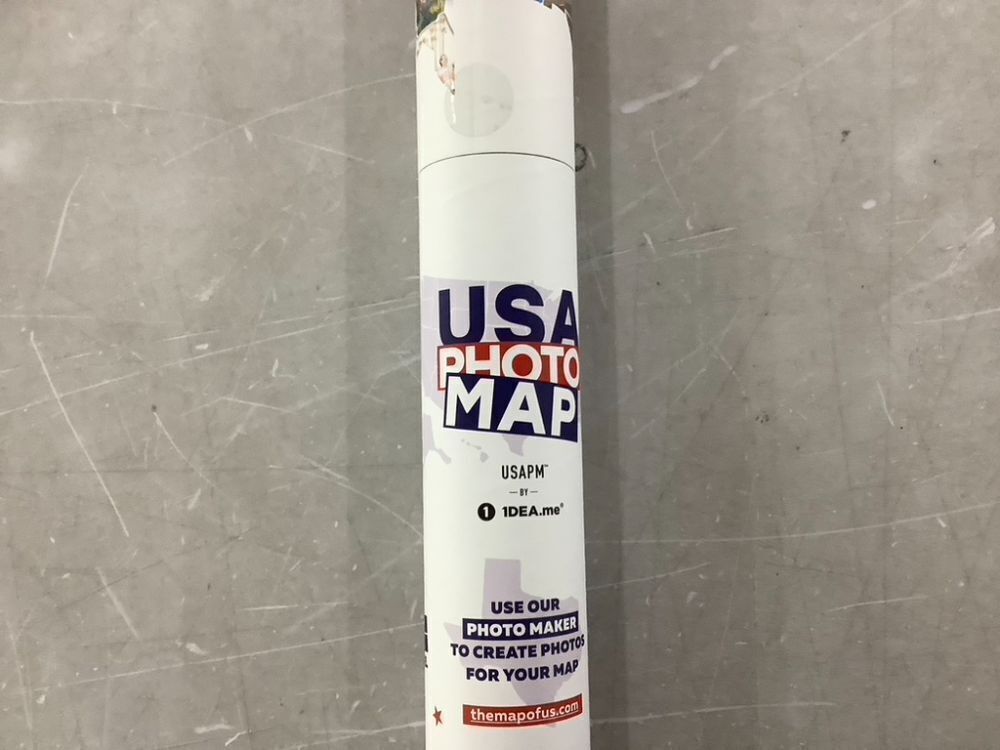 USA
PHOTO
MAP
USAPM™
— BY —
1 1DEA.me®
USE OUR
PHOTO MAKER
TO CREATE PHOTOS
FOR YOUR MAP
themapofus.com